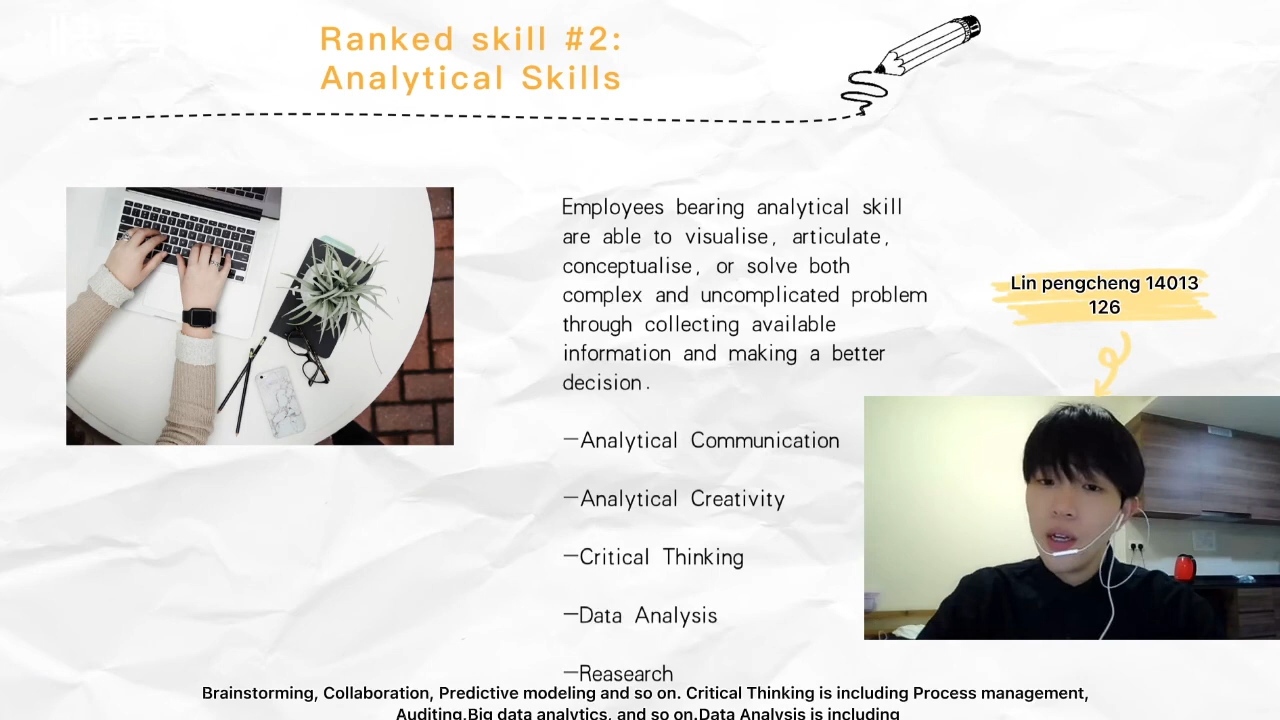 Ranked skill #2:
Analytical Skills
Employees bearing analytical skill
are able to visualise, articulate,
conceptualise, or solve both
complex and uncomplicated problem
through collecting available
information and making a better
decision.
—Analytical Communication
—Analytical Creativity
—Critical Thinking
—Data Analysis
—Reasearch
Lin pengcheng 14013
126
Brainstorming, Collaboration, Predictive modeling and so on. Critical Thinking is including Process management,
Auditing,Big data analytics, and so on.Data Analysis is including